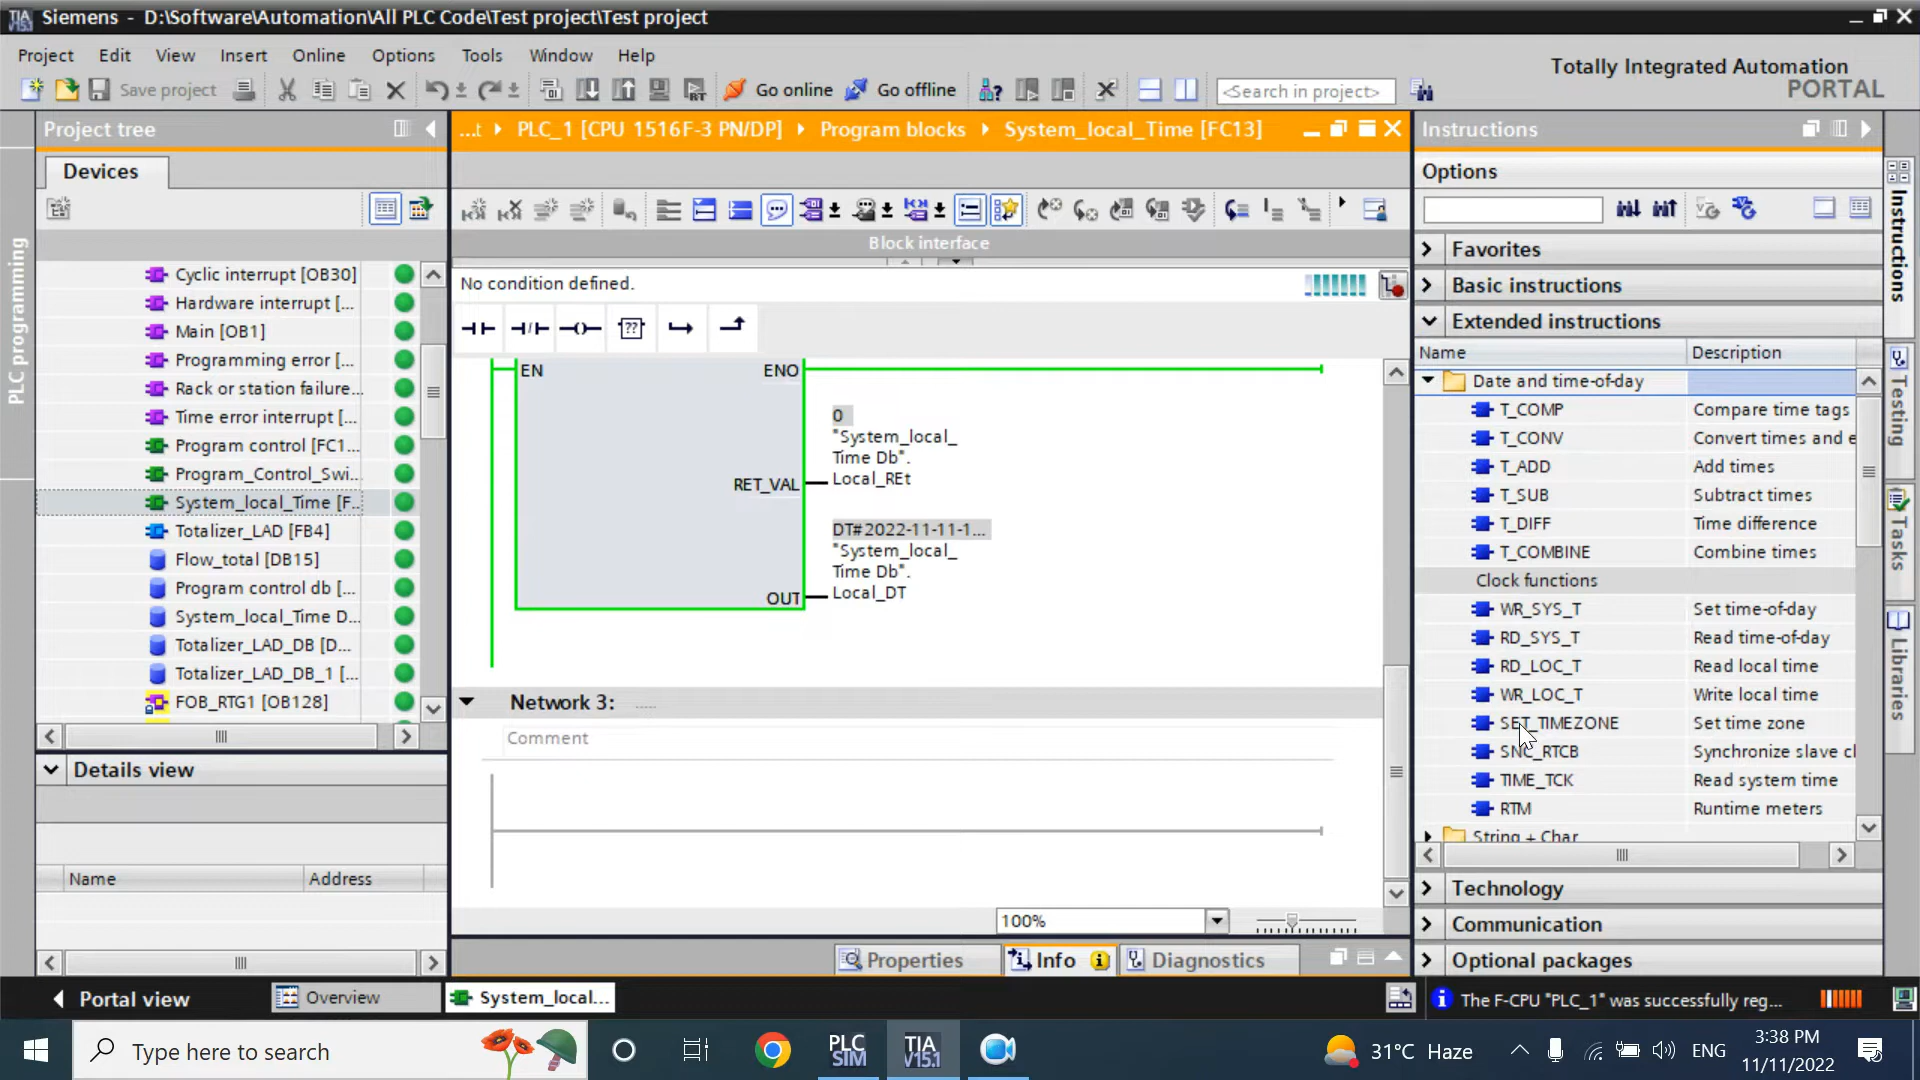 Siemens  -  D:\Software\Automation\All PLC Code\Test project\Test project
Project Edit View Insert Online Options Tools Window Help
Totally Integrated Automation
PORTAL
Save project
Go online
Go offline
<Search in project>
Project tree
...t PLC_1 [CPU 1516F-3 PN/DP] Program blocks System_local_Time [FC13]
Instructions
Devices
Options
Block interface
PLC programming
Cyclic interrupt [OB30]
Hardware interrupt [...
Main [OB1]
Programming error [...
Rack or station failure...
Time error interrupt [...
Program control [FC1...
Program_Control_Swi...
System_local_Time [F...
Totalizer_LAD [FB4]
Flow_total [DB15]
Program control db [...
System_local_Time D...
Totalizer_LAD_DB [D...
Totalizer_LAD_DB_1 [...
FOB_RTG1 [OB128]
Details view
Name Address
No condition defined.
??
EN ENO
0
"System_local_
Time Db".
RET_VAL Local_REt
DT#2022-11-11-1...
"System_local_
Time Db".
OUT Local_DT
Network 3: .....
Comment
100%
Properties Info Diagnostics
Favorites
Basic instructions
Extended instructions
Name Description
Date and time-of-day
T_COMP Compare time tags
T_CONV Convert times and e
T_ADD Add times
T_SUB Subtract times
T_DIFF Time difference
T_COMBINE Combine times
Clock functions
WR_SYS_T Set time-of-day
RD_SYS_T Read time-of-day
RD_LOC_T Read local time
WR_LOC_T Write local time
SET_TIMEZONE Set time zone
SNC_RTCB Synchronize slave cl
TIME_TCK Read system time
RTM Runtime meters
String + Char
Technology
Communication
Optional packages
Instructions
Testing
Tasks
Libraries
Portal view
Overview
System_local...
The F-CPU "PLC_1" was successfully reg...
Type here to search
PLC
SIM
TIA
V15.1
31°C Haze
ENG
3:38 PM
11/11/2022